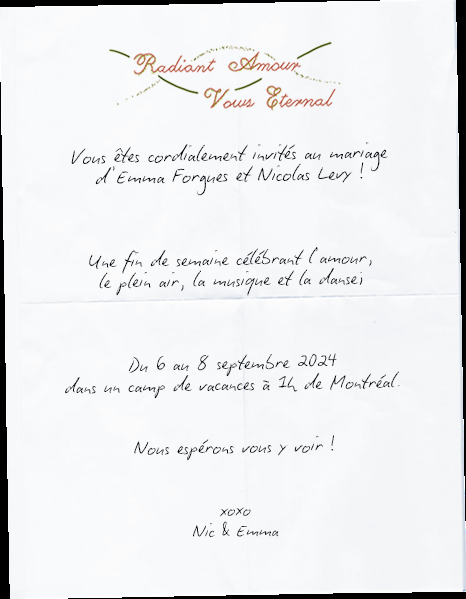 Radiant Amour
Vows Eternal
Vous êtes cordialement invités au mariage
d'Emma Forgues et Nicolas Levy !
Une fin de semaine célébrant l'amour,
le plein air, la musique et la danse;
Du 6 au 8 septembre 2024
dans un camp de vacances à 1h de Montréal.
Nous espérons vous y voir !
xoxo
Nic & Emma